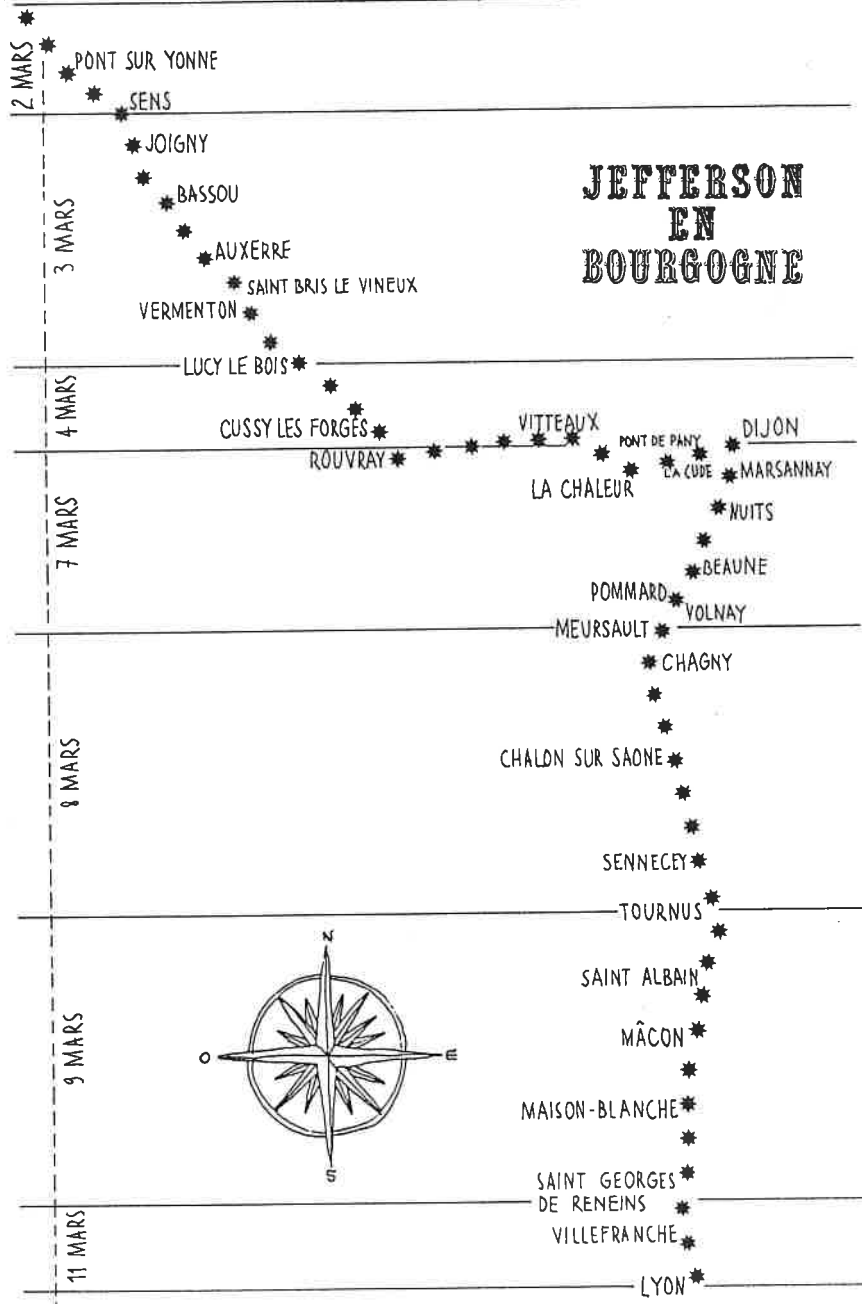 2 MARS
PONT SUR YONNE
SENS
JOIGNY
JEFFERSON
EN
BOURGOGNE
BASSOU
3 MARS
AUXERRE
SAINT BRIS LE VINEUX
VERMENTON
LUCY LE BOIS
4 MARS
CUSSY LES FORGES
VITTEAUX
DIJON
PONT DE PANY
ROUVRAY
LA CUDE
MARSANNAY
LA CHALEUR
NUITS
7 MARS
BEAUNE
POMMARD
VOLNAY
MEURSAULT
CHAGNY
CHALON SUR SAONE
8 MARS
SENNECEY
TOURNUS
N
SAINT ALBAIN
9 MARS
MÂCON
O
E
MAISON-BLANCHE
S
SAINT GEORGES
DE RENEINS
11 MARS
VILLEFRANCHE
LYON